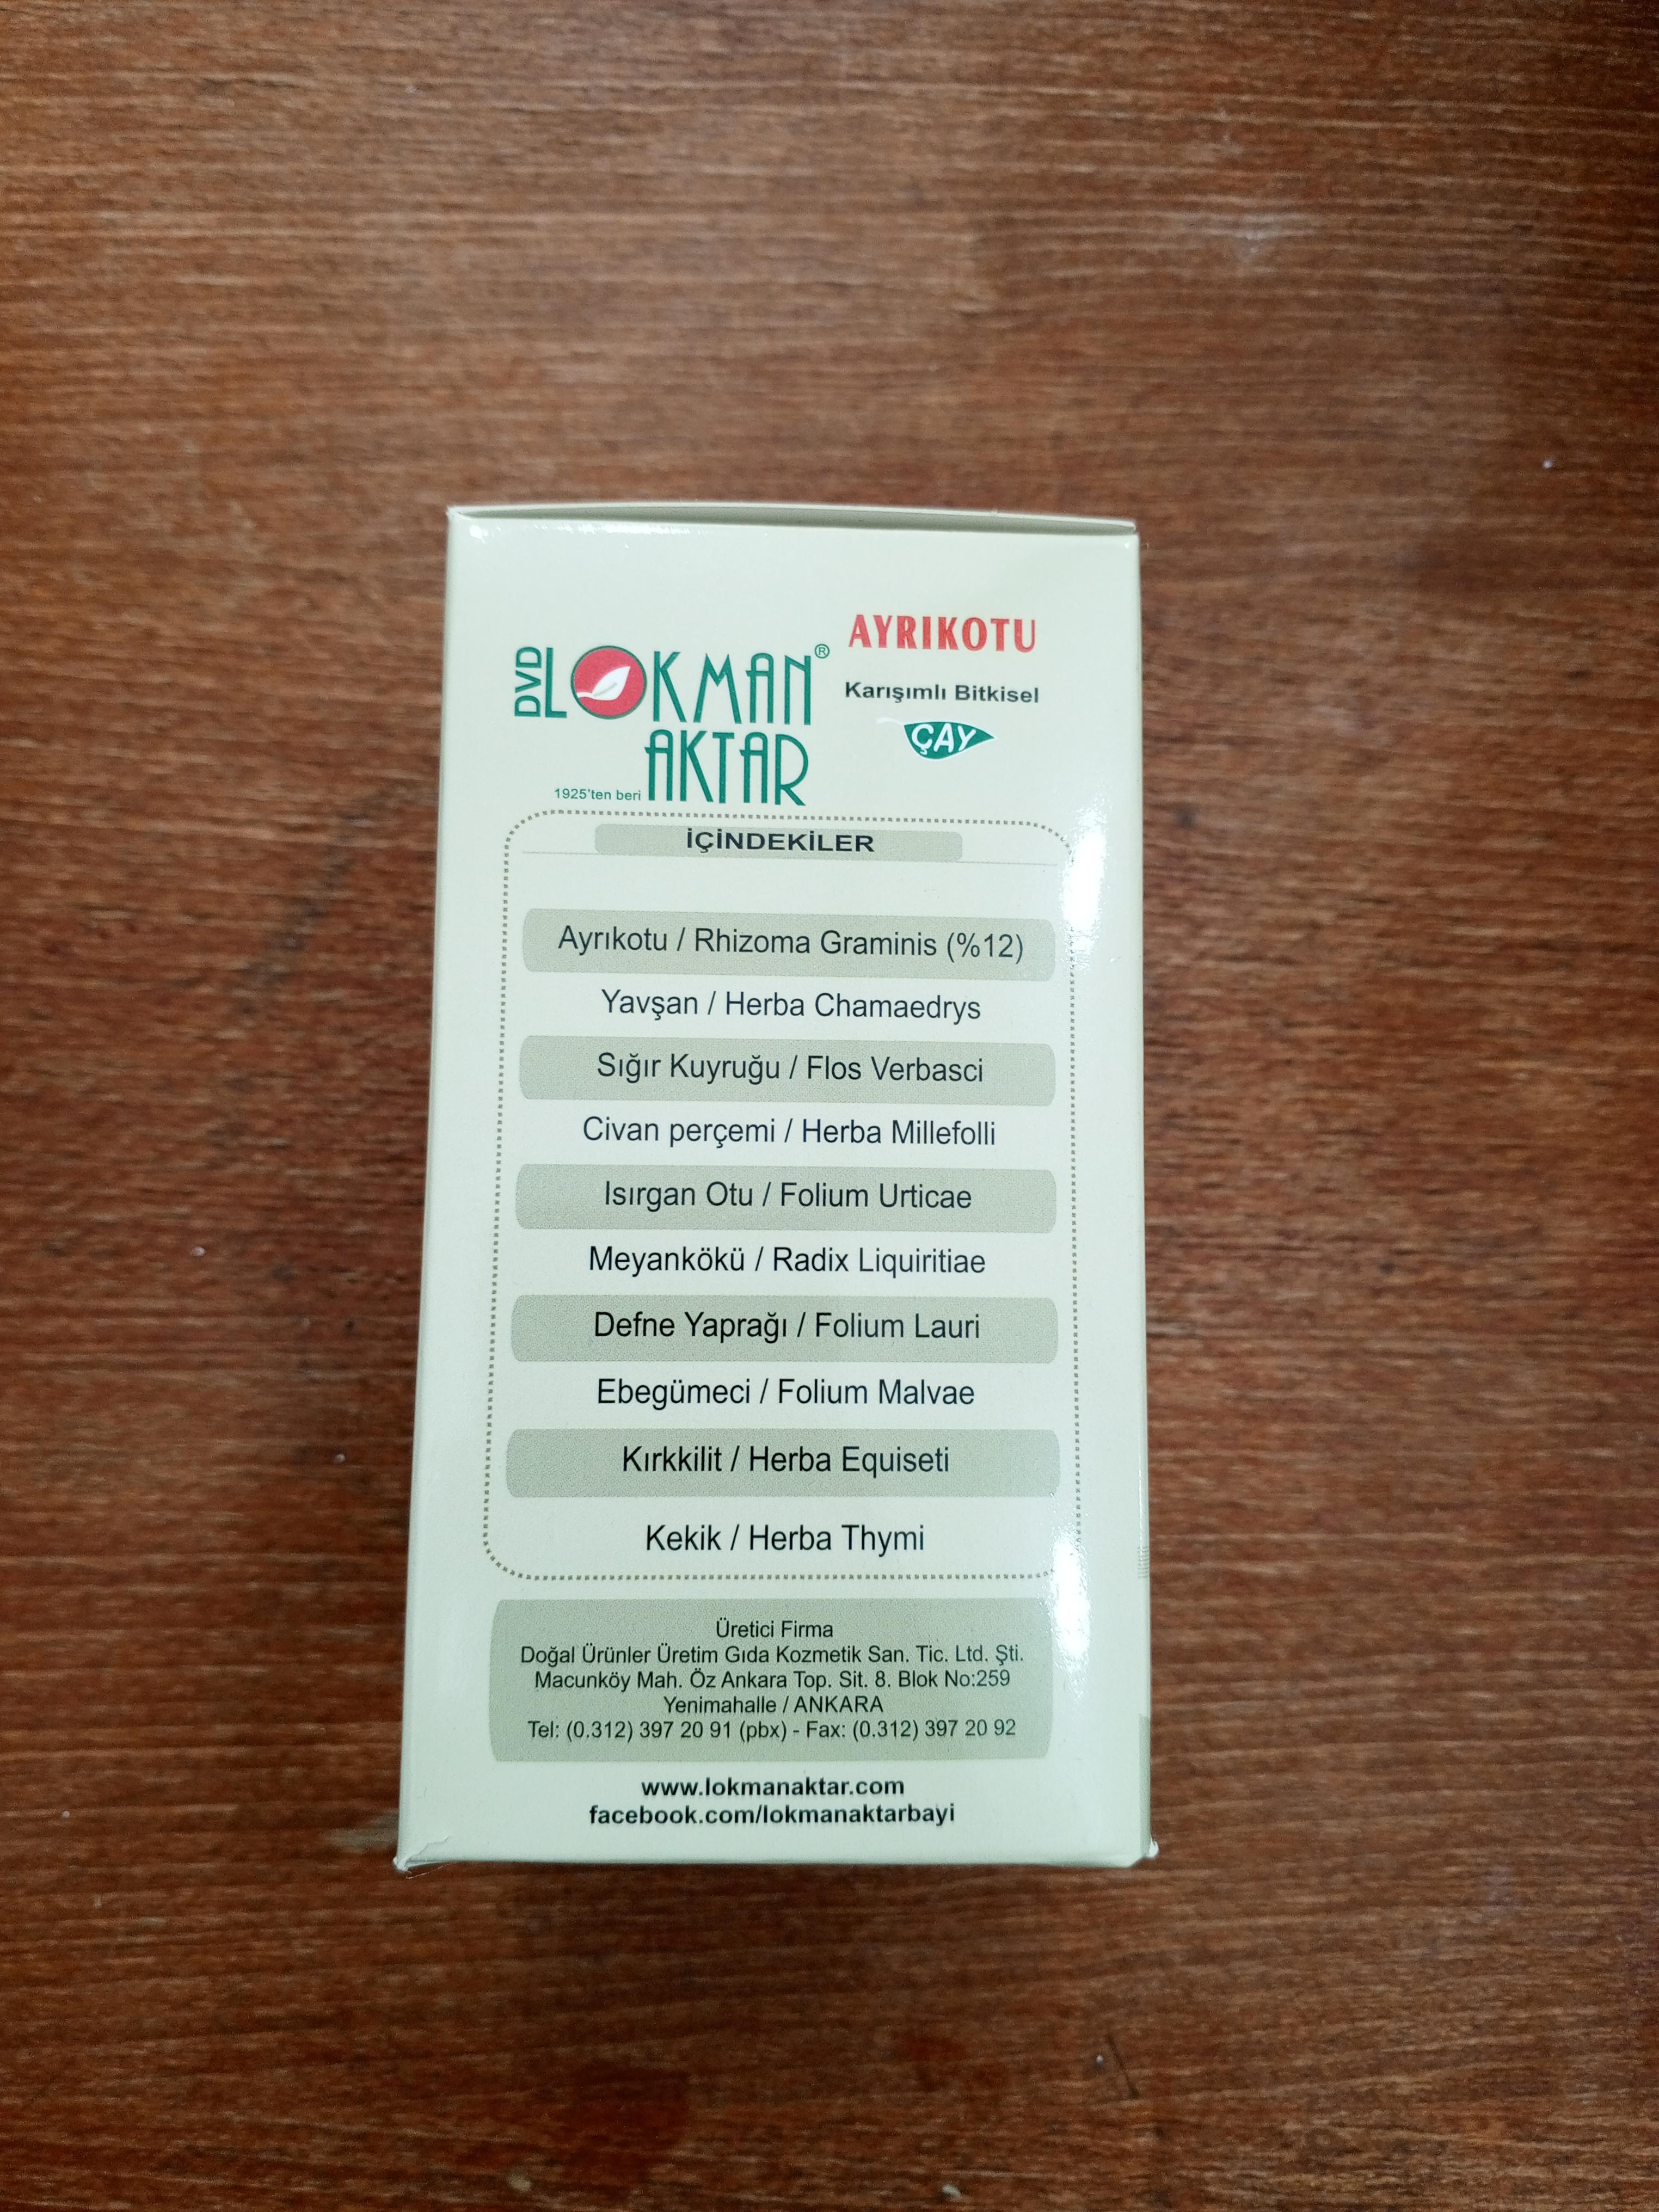 DVD LOKMAN®
AKTAR
1925'ten beri
AYRIKOTU
Karışımlı Bitkisel
ÇAY
İÇİNDEKİLER
Ayrıkotu / Rhizoma Graminis (%12)
Yavşan / Herba Chamaedrys
Sığır Kuyruğu / Flos Verbasci
Civan perçemi / Herba Millefolli
Isırgan Otu / Folium Urticae
Meyankökü / Radix Liquiritiae
Defne Yaprağı / Folium Lauri
Ebegümeci / Folium Malvae
Kırkkilit / Herba Equiseti
Kekik / Herba Thymi
Üretici Firma
Doğal Ürünler Üretim Gıda Kozmetik San. Tic. Ltd. Şti.
Macunköy Mah. Öz Ankara Top. Sit. 8. Blok No:259
Yenimahalle / ANKARA
Tel: (0.312) 397 20 91 (pbx) - Fax: (0.312) 397 20 92
www.lokmanaktar.com
facebook.com/lokmanaktarbayi